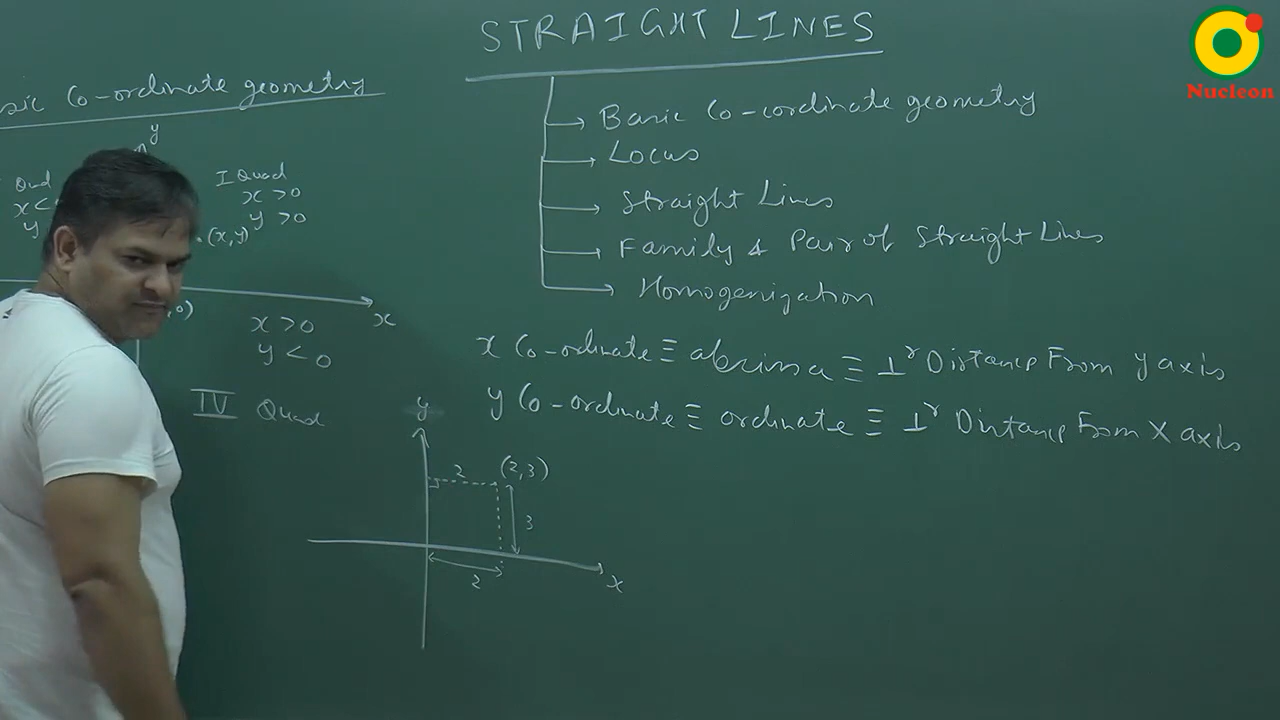 STRAIGHT LINES
Basic Co-ordinate geometry
Locus
Straight Lines
Family & Pair of Straight Lines
Homogenization
x Co-ordinate ≡ abscissa ≡ ⊥r Distance From y axis
y Co-ordinate ≡ ordinate ≡ ⊥r Distance From X axis
Co-ordinate geometry
y
Quad
x <
y
I Quad
x > 0
y > 0
(x, y)
x
x > 0
y < 0
IV Quad
y
2
(2,3)
3
2
x
Nucleon